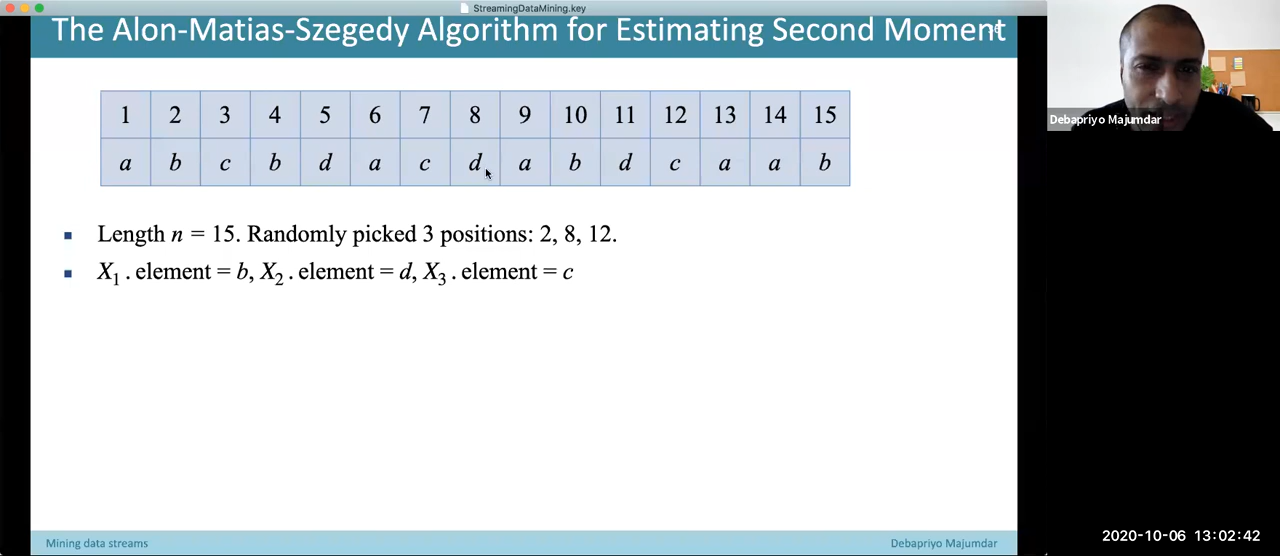 StreamingDataMining.key
The Alon-Matias-Szegedy Algorithm for Estimating Second Moment
1 2 3 4 5 6 7 8 9 10 11 12 13 14 15
a b c b d a c d a b d c a a b
Length n = 15. Randomly picked 3 positions: 2, 8, 12.
X1 . element = b, X2 . element = d, X3 . element = c
Mining data streams
Debapriyo Majumdar
Debapriyo Majumdar
2020-10-06 13:02:42